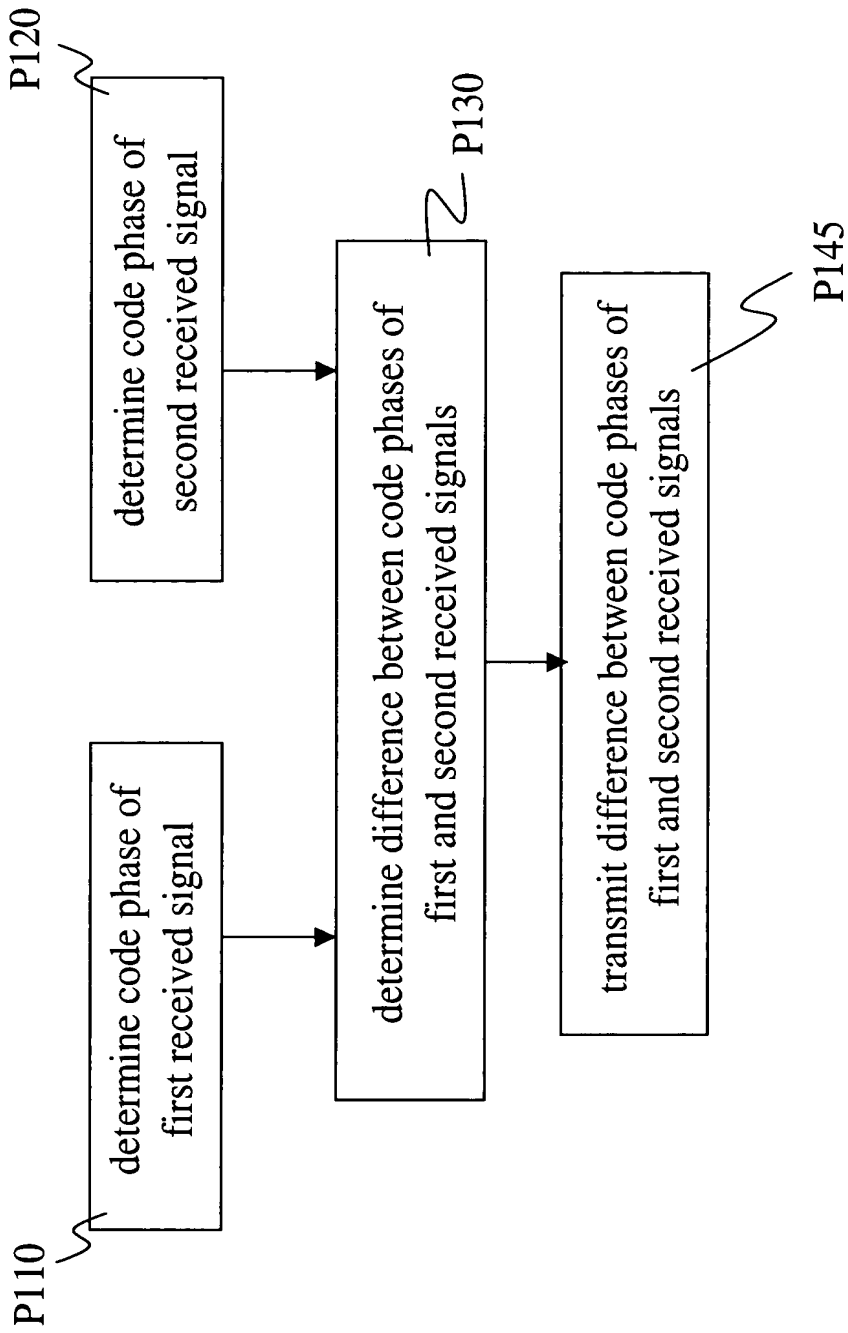 P110
determine code phase of
first received signal
P120
determine code phase of
second received signal
P130
determine difference between code phases of
first and second received signals
P145
transmit difference between code phases of
first and second received signals